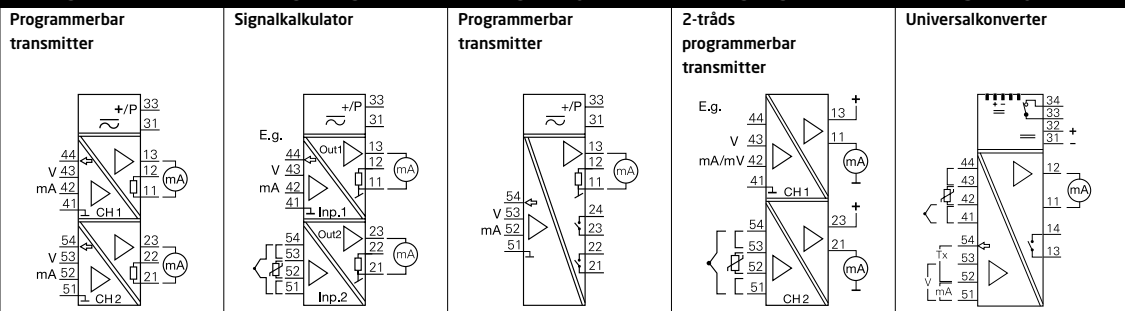 Programmerbar
transmitter
+/P 33
31
44 13
V 43 12
mA 42 11 mA
41 CH 1
54 23
V 53 22
mA 52 21 mA
51 CH 2
Signalkalkulator
+/P 33
31
E.g.
44 Out1 13
V 43 12
mA 42 11 mA
41 Inp.1
54 Out2 23
53 22
52 21 mA
51 Inp.2
Programmerbar
transmitter
+/P 33
31
13
12
11 mA
54 24
V 53 23
mA 52 22
51 21
2-tråds
programmerbar
transmitter
E.g.
44 13 +
V 43 11
mA/mV 42 mA
41 CH 1 -
54 23 +
53 21
52 mA
51 CH 2 -
Universalkonverter
+ - 34
33
32
31 + -
44 12
43
42 mA
41 11
54 14
Tx 53 13
V 52
mA 51